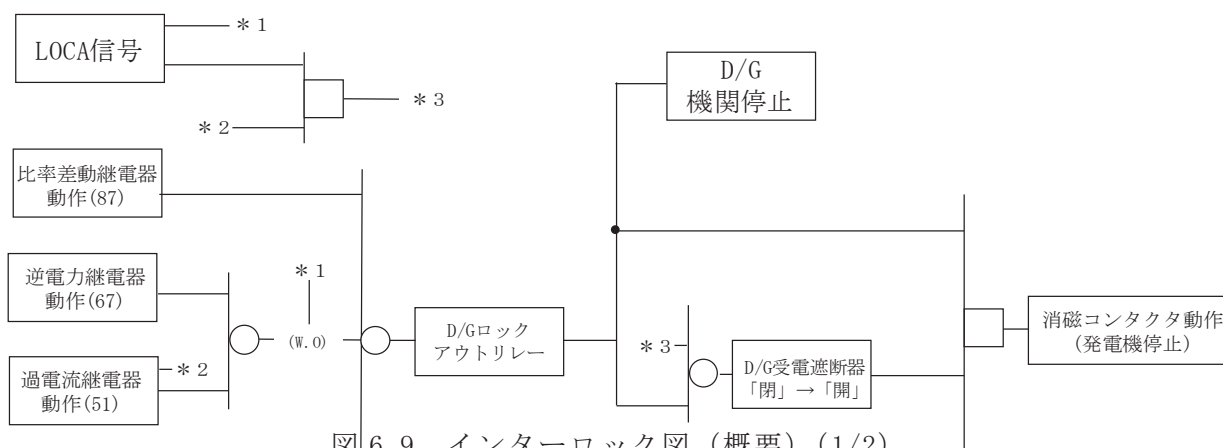 LOCA信号
＊1
＊2
＊3
D/G
機関停止
比率差動継電器
動作(87)
逆電力継電器
動作(67)
過電流継電器
動作(51)
＊2
＊1
(W.O)
D/Gロック
アウトリレー
＊3
D/G受電遮断器
「閉」→「開」
消磁コンタクタ動作
(発電機停止)
図 6.9 インターロック図 (概要) (1/2)